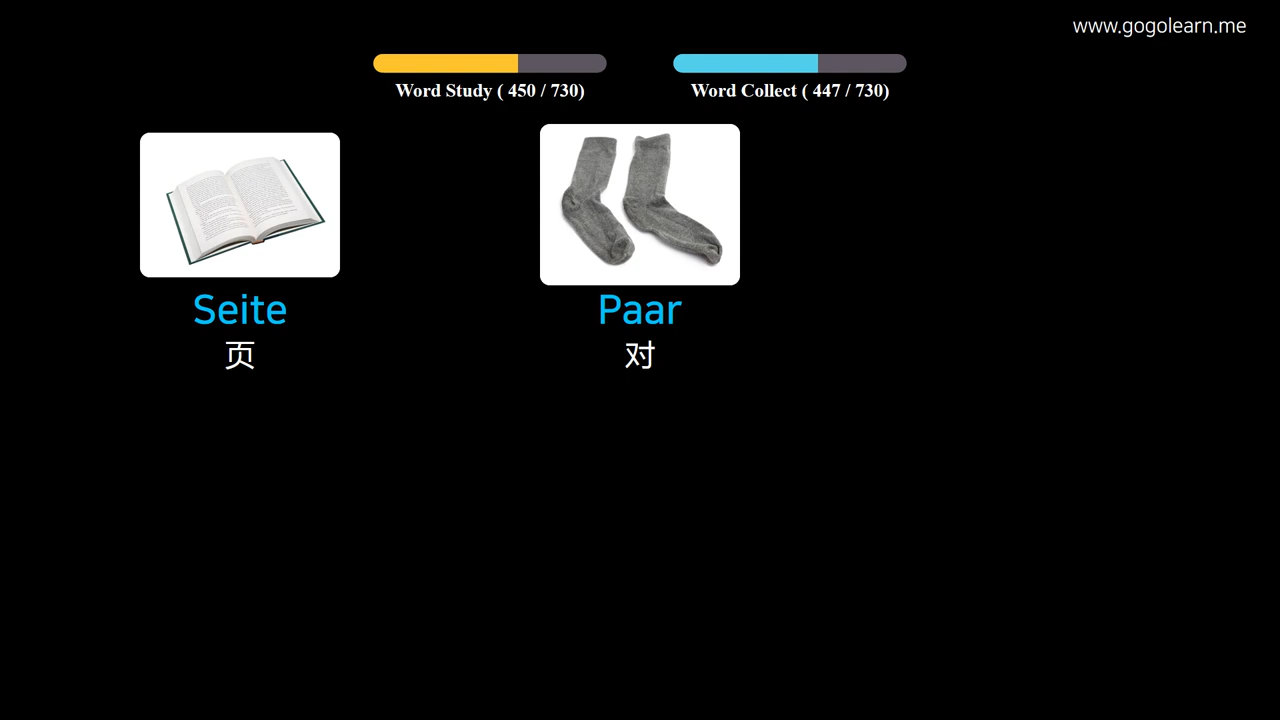 www.gogolearn.me
Word Study ( 450 / 730)
Word Collect ( 447 / 730)
Seite
页
Paar
对